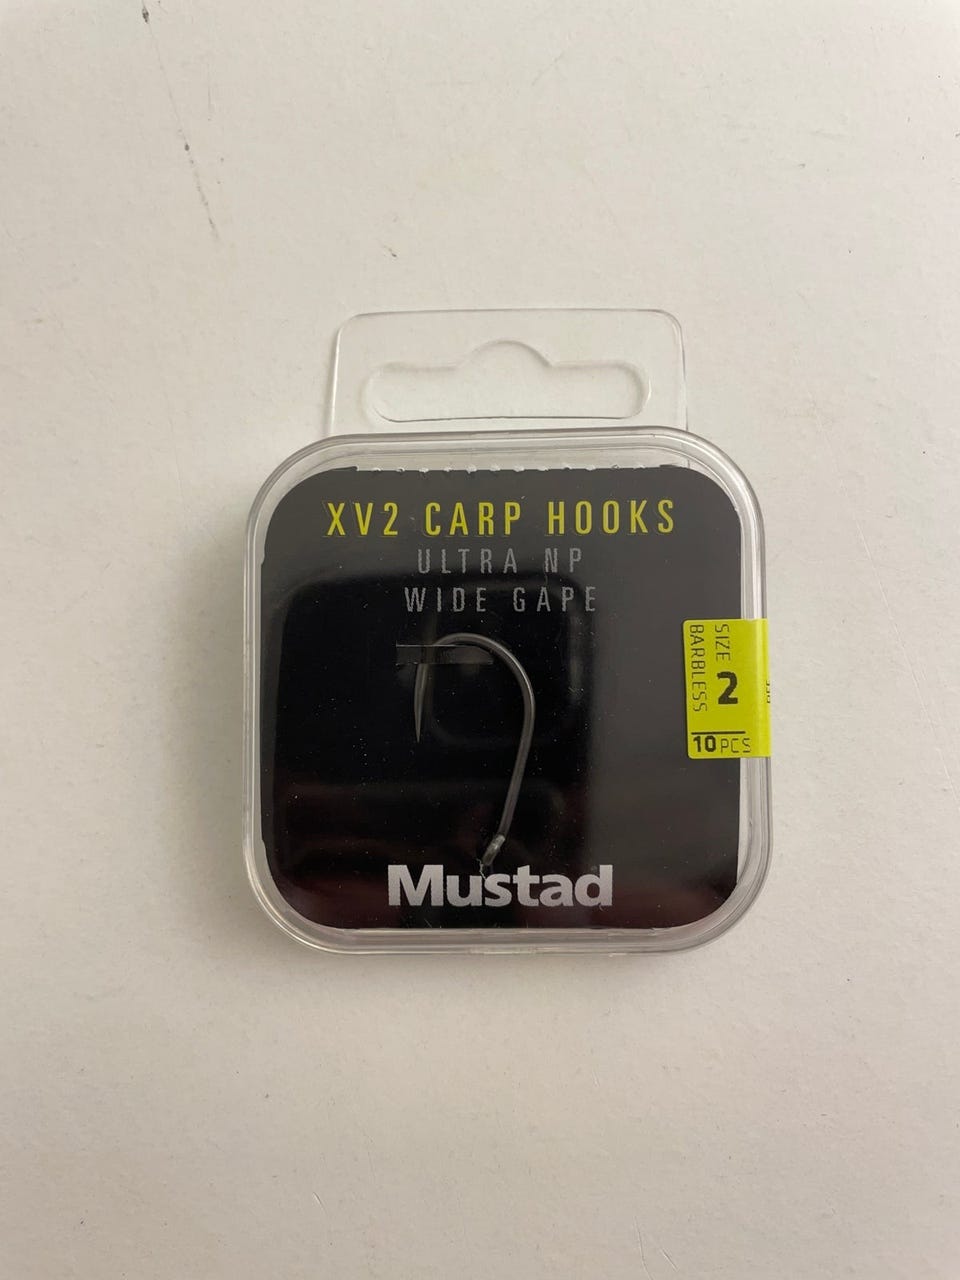 XV2 CARP HOOKS
ULTRA NP
WIDE GAPE
SIZE 2
BARBLESS
10 PCS
Mustad